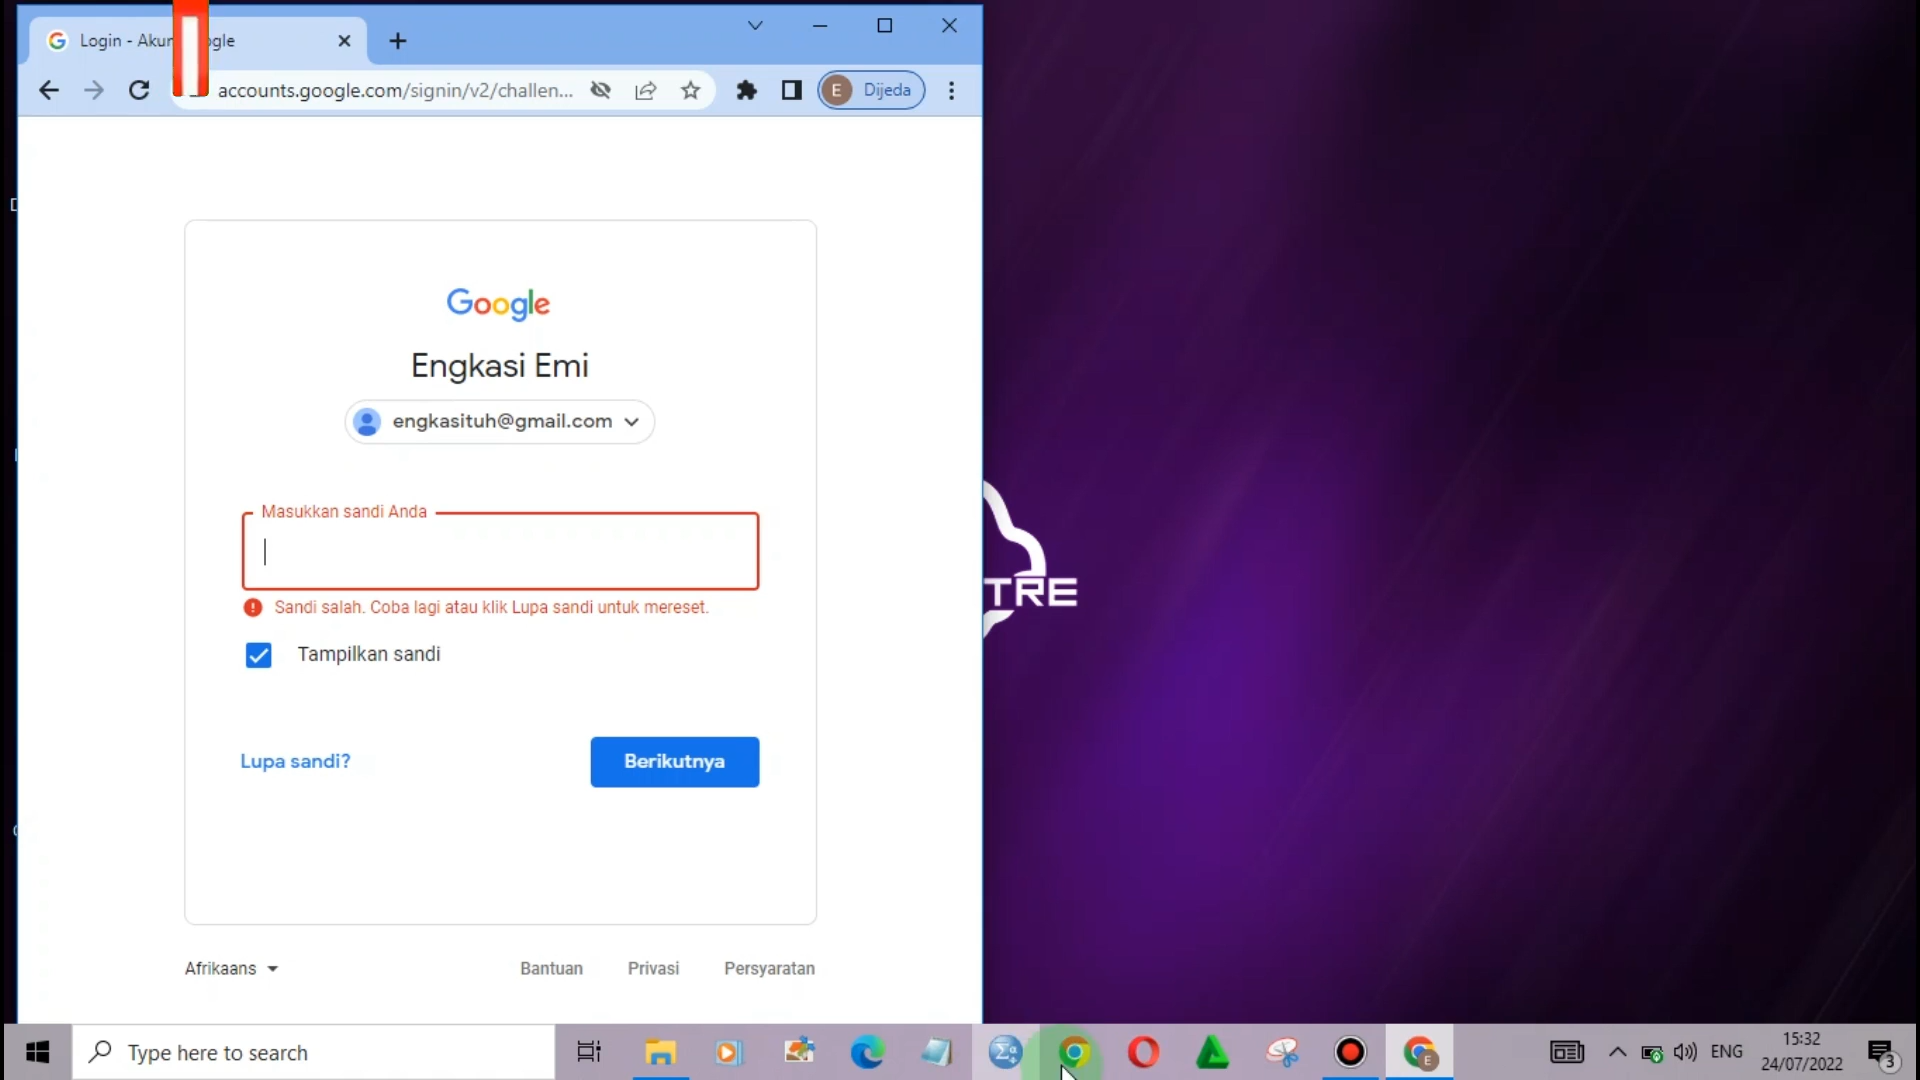 Login - Akun
ogle
accounts.google.com/signin/v2/challen...
E
Dijeda
Google
Engkasi Emi
engkasituh@gmail.com
Masukkan sandi Anda
Sandi salah. Coba lagi atau klik Lupa sandi untuk mereset.
Tampilkan sandi
Lupa sandi?
Berikutnya
Afrikaans
Bantuan
Privasi
Persyaratan
TRE
Type here to search
E
ENG
15:32
24/07/2022
3